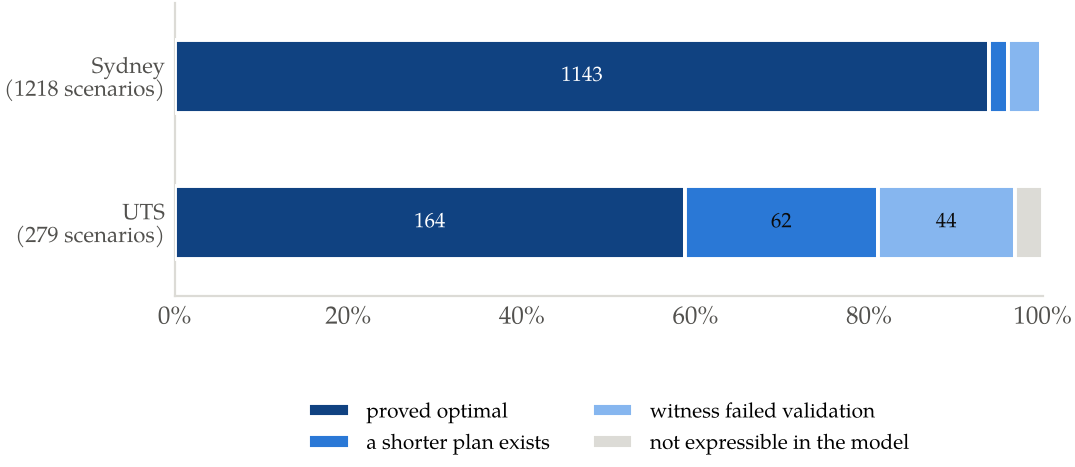 Sydney
(1218 scenarios)
1143
UTS
(279 scenarios)
164
62
44
0%
20%
40%
60%
80%
100%
proved optimal
witness failed validation
a shorter plan exists
not expressible in the model